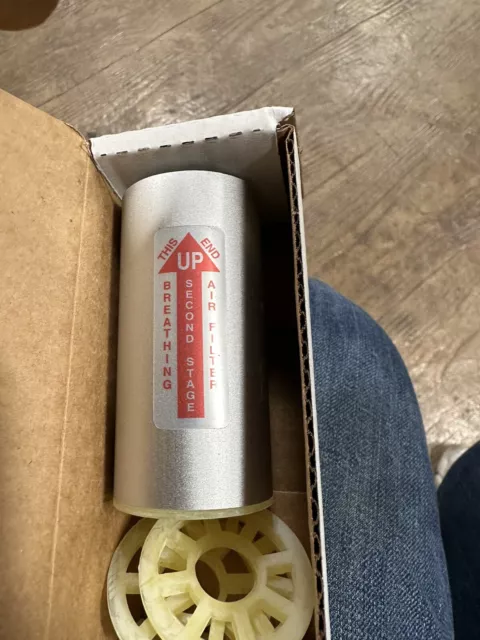 THIS END
UP
BREATHING
SECOND STAGE
AIR FILTER